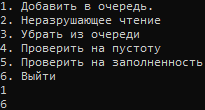 1. Добавить в очередь.
2. Неразрушающее чтение
3. Убрать из очереди
4. Проверить на пустоту
5. Проверить на заполненность
6. Выйти
1
6